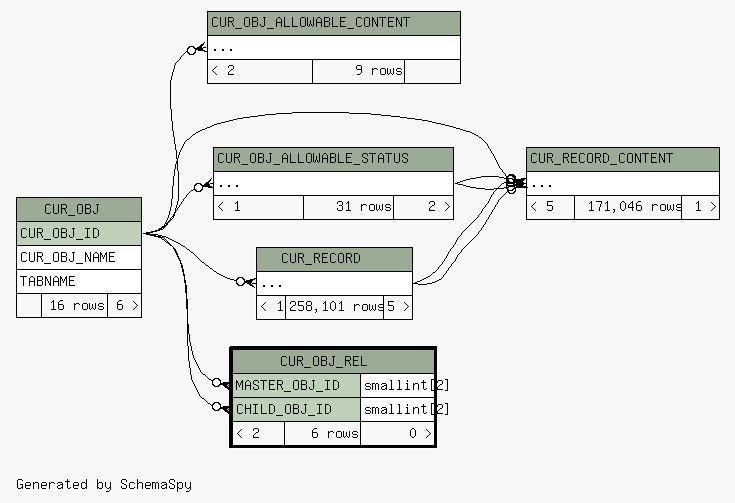 CUR_OBJ_ALLOWABLE_CONTENT
...
< 2 9 rows
CUR_OBJ_ALLOWABLE_STATUS
...
< 1 31 rows 2 >
CUR_RECORD_CONTENT
...
< 5 171,046 rows 1 >
CUR_OBJ
CUR_OBJ_ID
CUR_OBJ_NAME
TABNAME
16 rows 6 >
CUR_RECORD
...
< 1 258,101 rows 5 >
CUR_OBJ_REL
MASTER_OBJ_ID smallint[2]
CHILD_OBJ_ID smallint[2]
< 2 6 rows 0 >
Generated by SchemaSpy